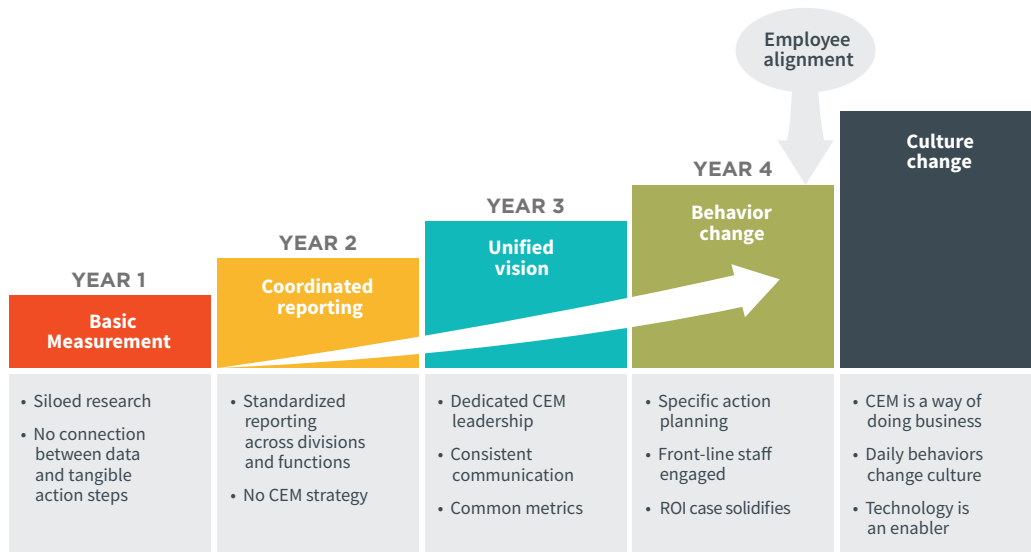 Employee
alignment
Culture
change
YEAR 4
Behavior
change
YEAR 3
Unified
vision
YEAR 2
Coordinated
reporting
YEAR 1
Basic
Measurement
• Siloed research
• No connection
between data
and tangible
action steps
• Standardized
reporting
across divisions
and functions
• No CEM strategy
• Dedicated CEM
leadership
• Consistent
communication
• Common metrics
• Specific action
planning
• Front-line staff
engaged
• ROI case solidifies
• CEM is a way of
doing business
• Daily behaviors
change culture
• Technology is
an enabler